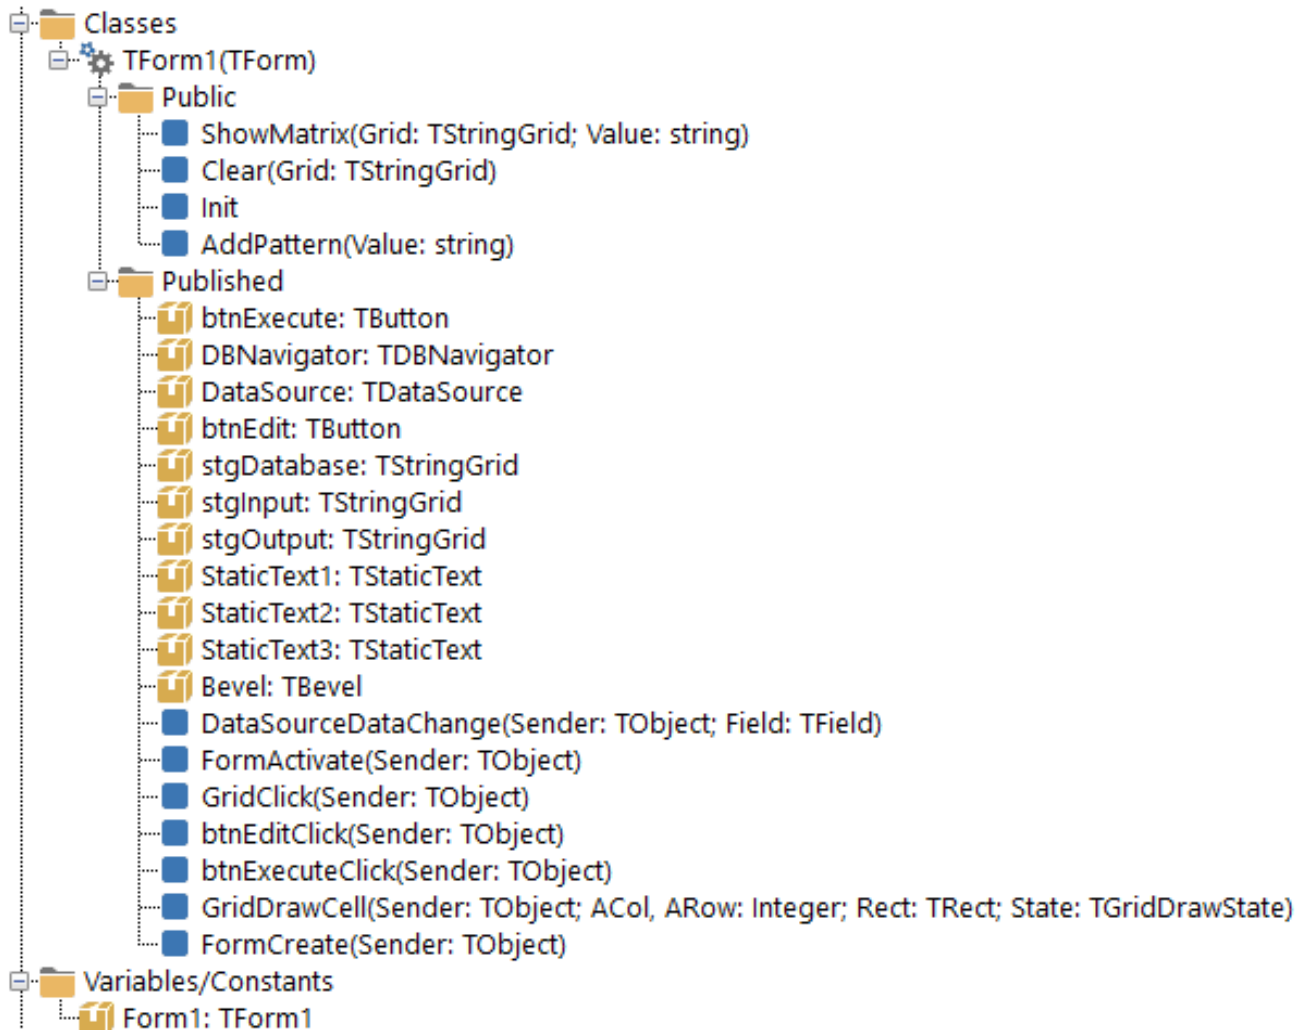 Classes
TForm1(TForm)
Public
ShowMatrix(Grid: TStringGrid; Value: string)
Clear(Grid: TStringGrid)
Init
AddPattern(Value: string)
Published
btnExecute: TButton
DBNavigator: TDBNavigator
DataSource: TDataSource
btnEdit: TButton
stgDatabase: TStringGrid
stgInput: TStringGrid
stgOutput: TStringGrid
StaticText1: TStaticText
StaticText2: TStaticText
StaticText3: TStaticText
Bevel: TBevel
DataSourceDataChange(Sender: TObject; Field: TField)
FormActivate(Sender: TObject)
GridClick(Sender: TObject)
btnEditClick(Sender: TObject)
btnExecuteClick(Sender: TObject)
GridDrawCell(Sender: TObject; ACol, ARow: Integer; Rect: TRect; State: TGridDrawState)
FormCreate(Sender: TObject)
Variables/Constants
Form1: TForm1